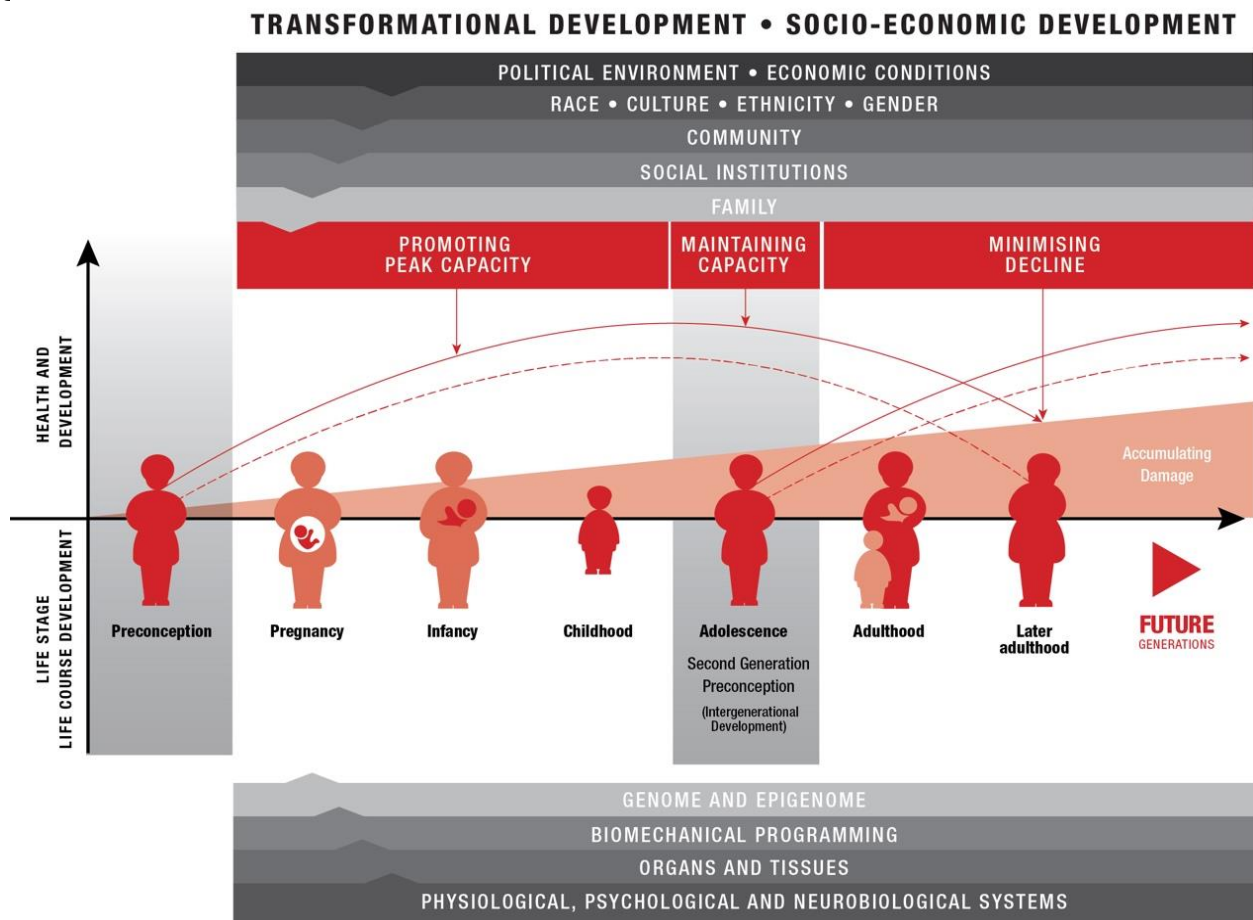 TRANSFORMATIONAL DEVELOPMENT • SOCIO-ECONOMIC DEVELOPMENT
POLITICAL ENVIRONMENT • ECONOMIC CONDITIONS
RACE • CULTURE • ETHNICITY • GENDER
COMMUNITY
SOCIAL INSTITUTIONS
FAMILY
PROMOTING
PEAK CAPACITY
MAINTAINING
CAPACITY
MINIMISING
DECLINE
HEALTH AND
DEVELOPMENT
Accumulating
Damage
LIFE STAGE
LIFE COURSE DEVELOPMENT
Preconception
Pregnancy
Infancy
Childhood
Adolescence
Second Generation
Preconception
(Intergenerational
Development)
Adulthood
Later
adulthood
FUTURE
GENERATIONS
GENOME AND EPIGENOME
BIOMECHANICAL PROGRAMMING
ORGANS AND TISSUES
PHYSIOLOGICAL, PSYCHOLOGICAL AND NEUROBIOLOGICAL SYSTEMS